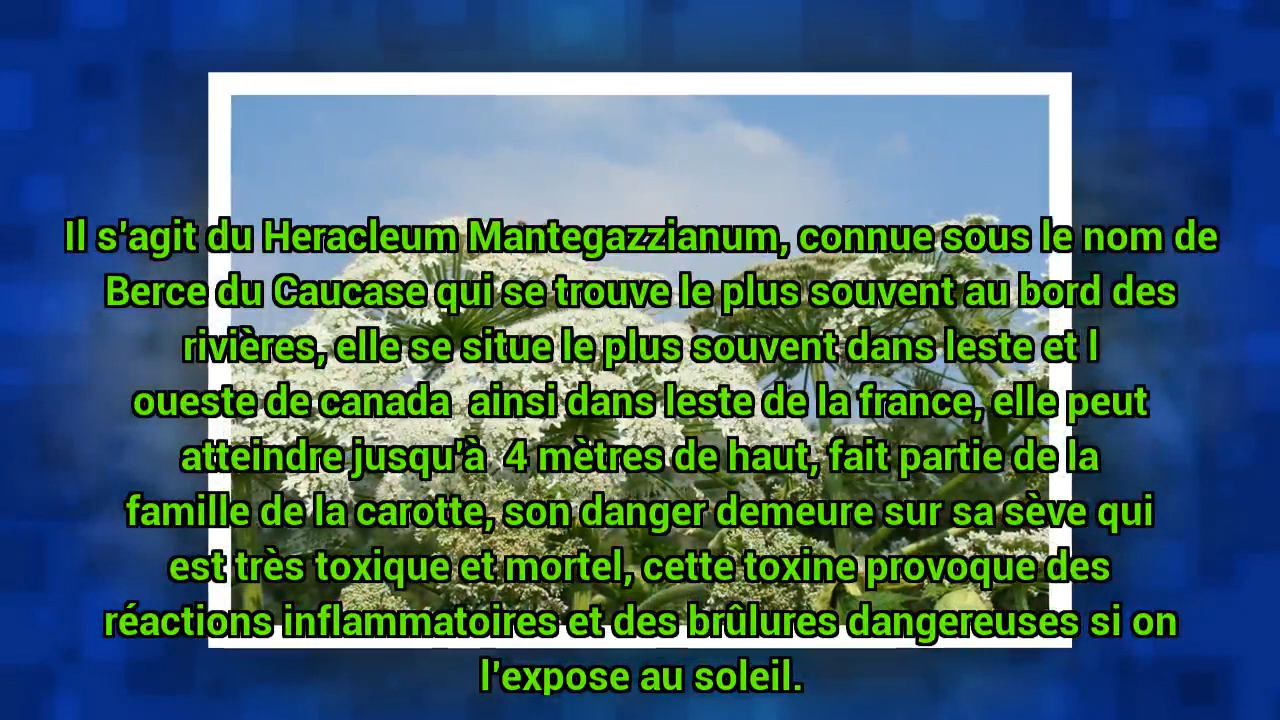 Il s'agit du Heracleum Mantegazzianum, connue sous le nom de
Berce du Caucase qui se trouve le plus souvent au bord des
rivières, elle se situe le plus souvent dans leste et l
oueste de canada  ainsi dans leste de la france, elle peut
atteindre jusqu'à  4 mètres de haut, fait partie de la
famille de la carotte, son danger demeure sur sa sève qui
est très toxique et mortel, cette toxine provoque des
réactions inflammatoires et des brûlures dangereuses si on
l'expose au soleil.